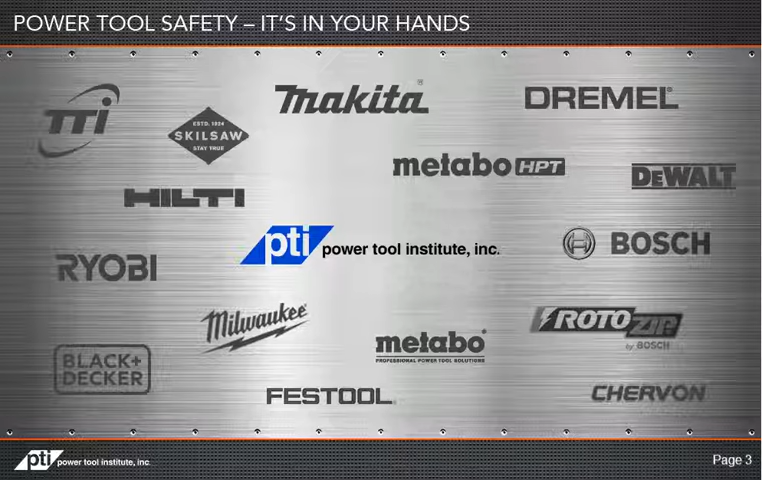 POWER TOOL SAFETY – IT'S IN YOUR HANDS
TTi
makita®
DREMEL®
ESTD. 1924
SKILSAW
STAY TRUE
metabo HPT
DEWALT
HILTI
pti power tool institute, inc.
BOSCH
RYOBI
Milwaukee®
ROTOZIP®
by BOSCH
metabo®
PROFESSIONAL POWER TOOL SOLUTIONS
BLACK+
DECKER
FESTOOL®
CHERVON
pti power tool institute, inc.
Page 3